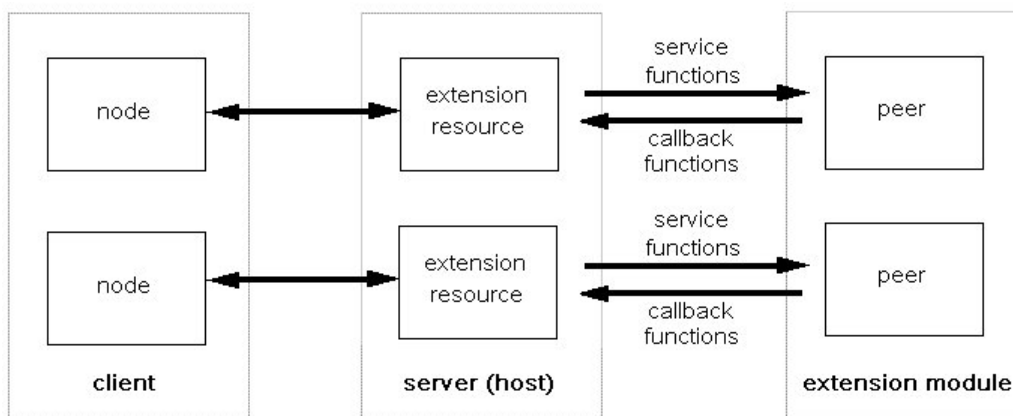 service
functions
node
extension
resource
peer
callback
functions
service
functions
node
extension
resource
peer
callback
functions
client
server (host)
extension module